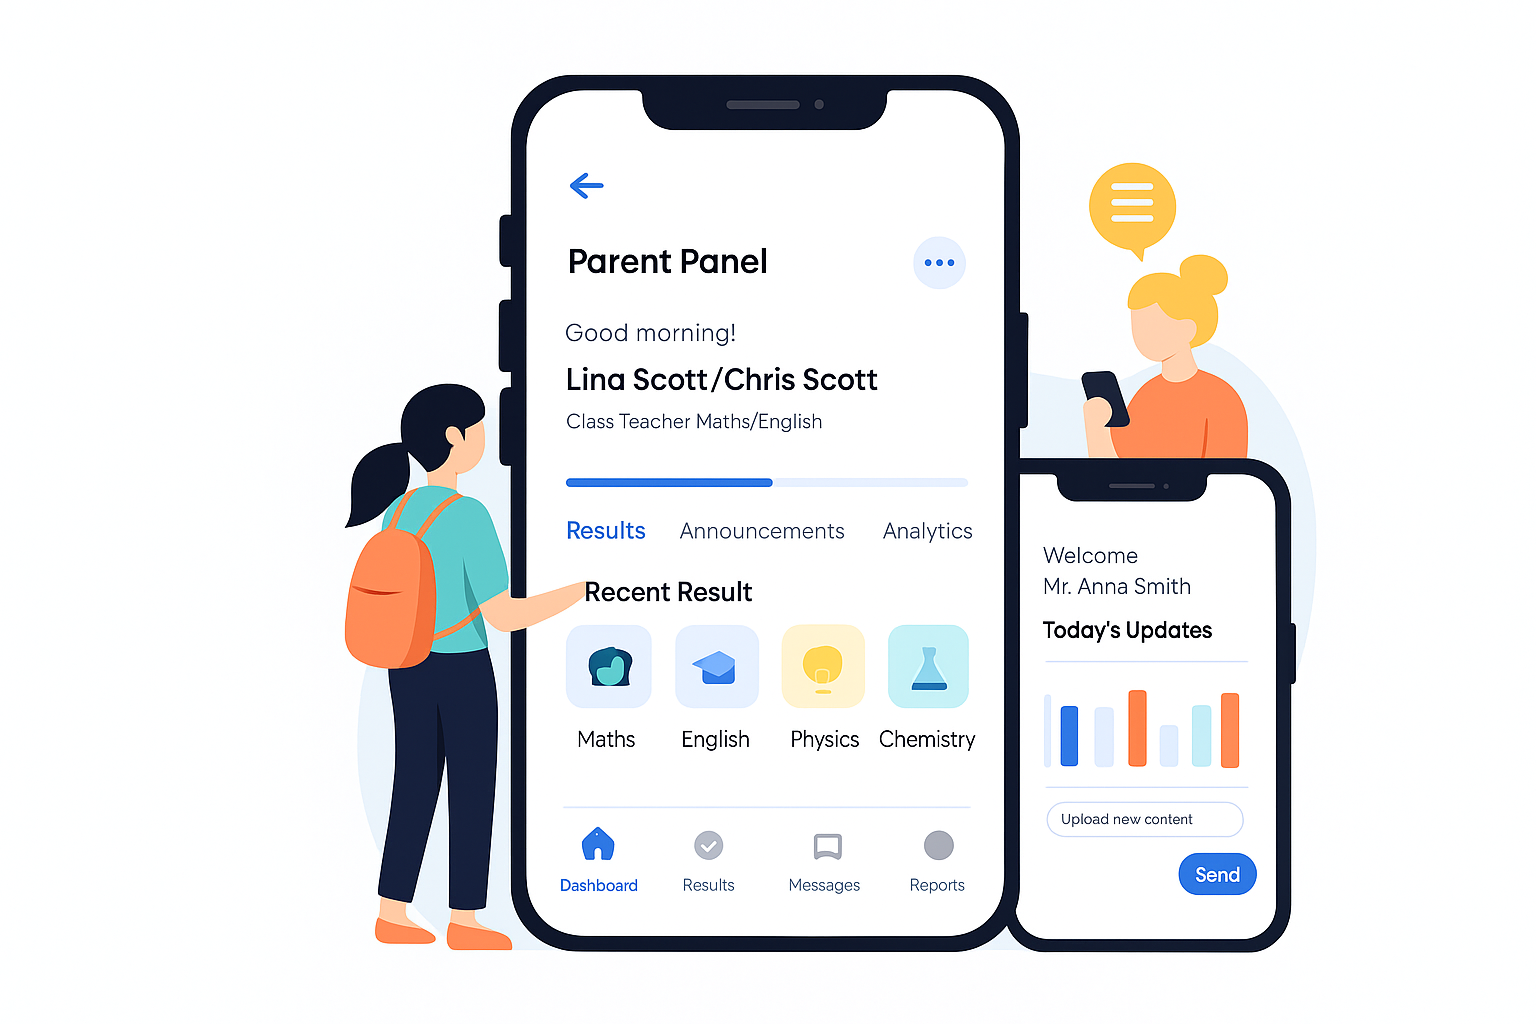 Parent Panel
Good morning!
Lina Scott/Chris Scott
Class Teacher Maths/English
Results Announcements Analytics
Recent Result
Maths English Physics Chemistry
Dashboard Results Messages Reports
Welcome
Mr. Anna Smith
Today's Updates
Upload new content
Send